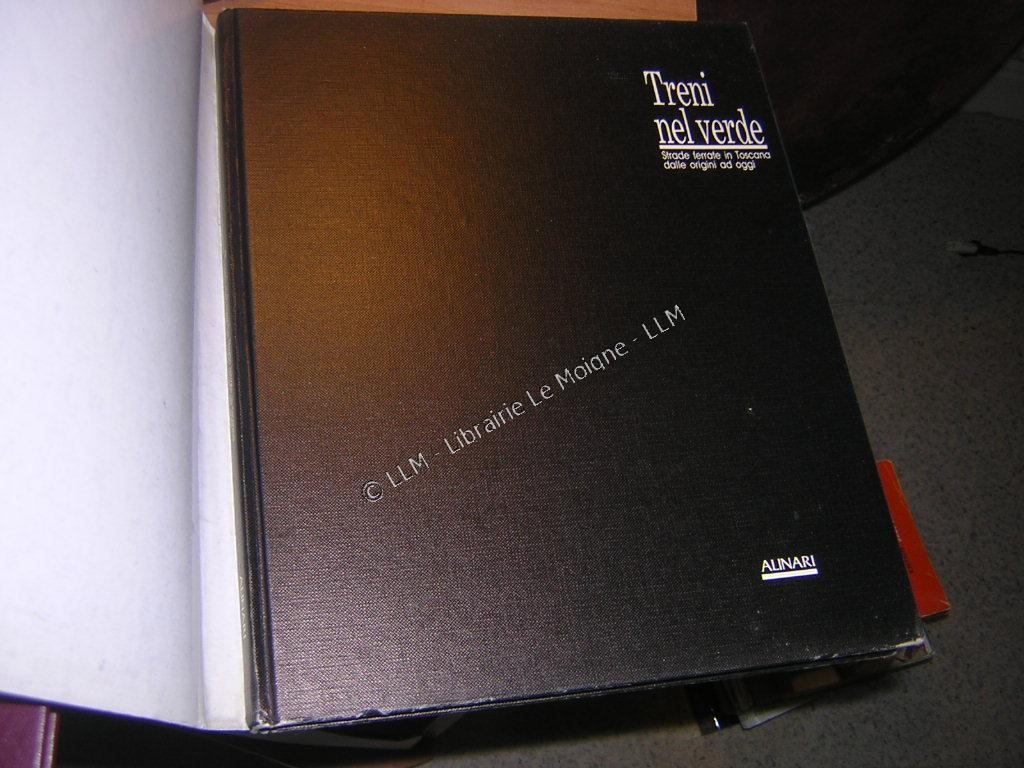 Treni
nel verde
Strade ferrate in Toscana
dalle origini ad oggi
© LLM - Librairie Le Moigne - LLM
ALINARI